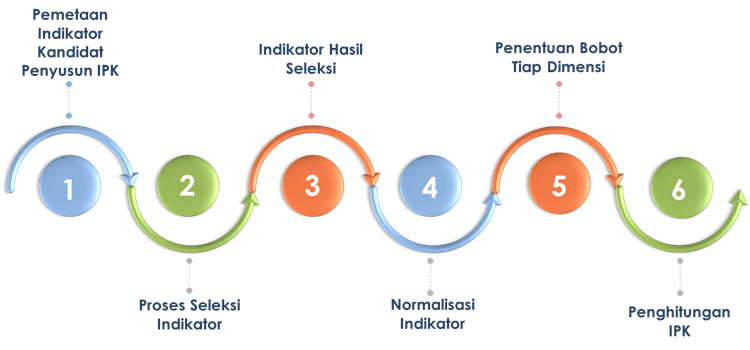 Pemetaan
Indikator
Kandidat
Penyusun IPK
1
Proses Seleksi
Indikator
2
Indikator Hasil
Seleksi
3
Normalisasi
Indikator
4
Penentuan Bobot
Tiap Dimensi
5
Penghitungan
IPK
6